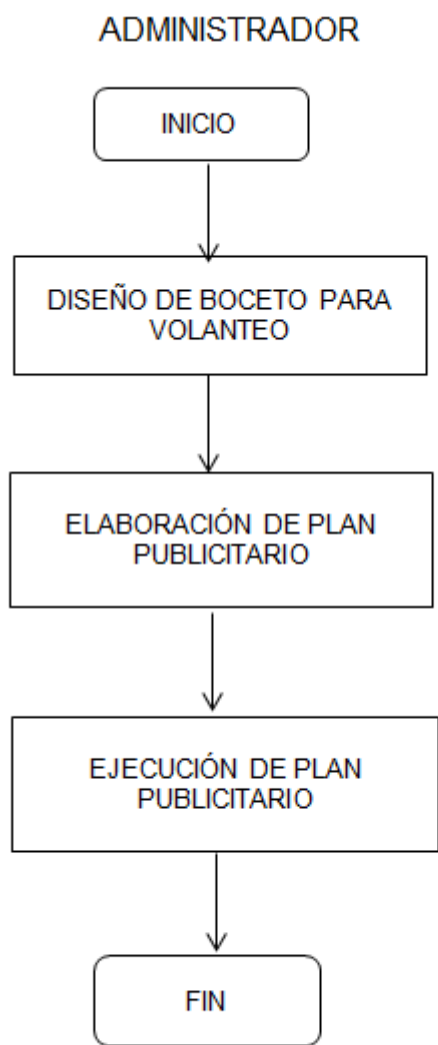 ADMINISTRADOR
INICIO
DISEÑO DE BOCETO PARA
VOLANTEO
ELABORACIÓN DE PLAN
PUBLICITARIO
EJECUCIÓN DE PLAN
PUBLICITARIO
FIN